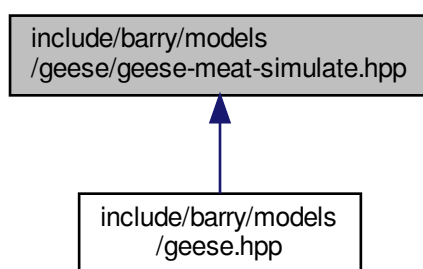 include/barry/models
/geese/geese-meat-simulate.hpp
include/barry/models
/geese.hpp